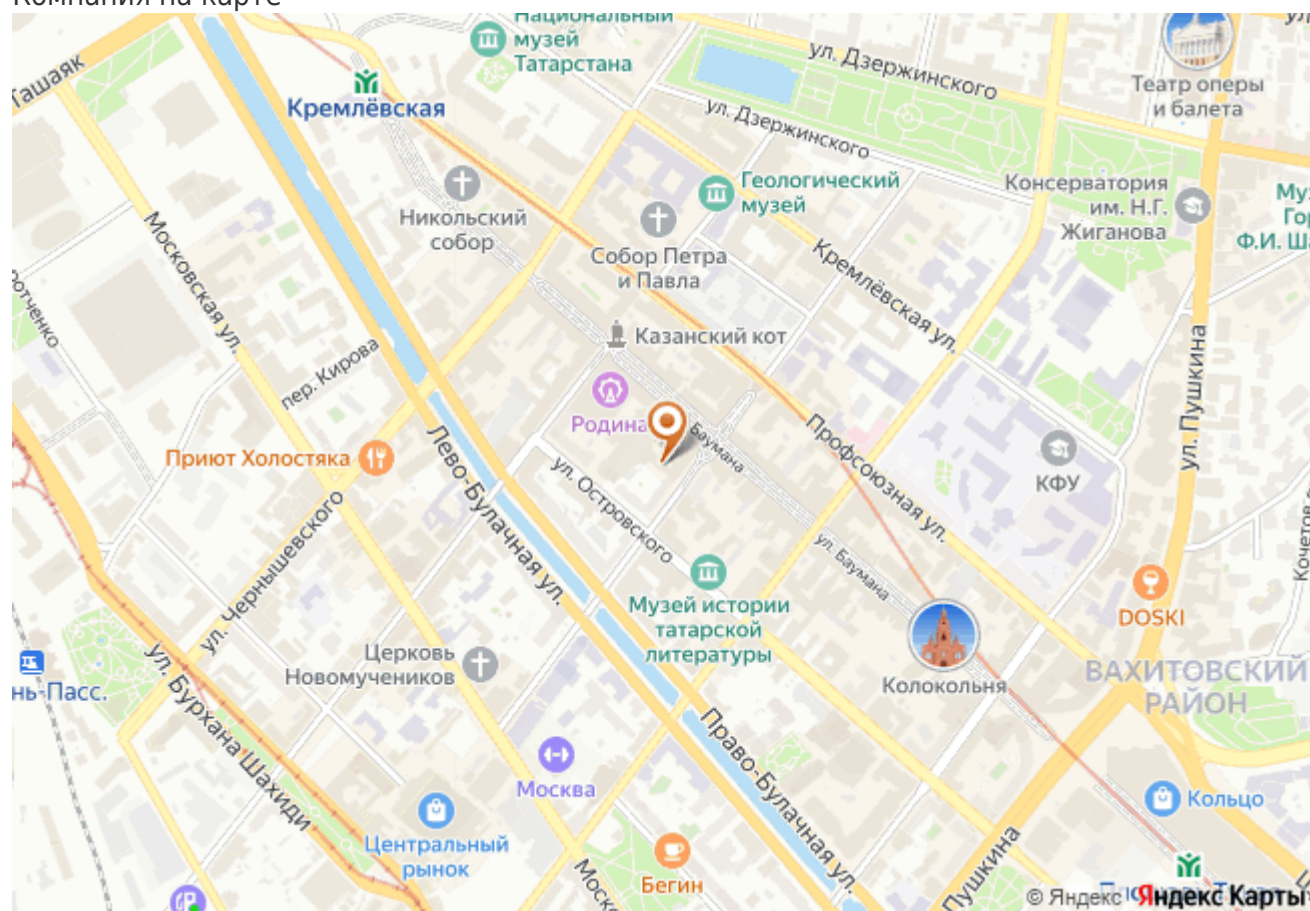 Компания на карте
Национальный
музей
Татарстана
Ташаяк
Кремлёвская
ул. Дзержинского
ул. Дзержинского
Театр оперы
и балета
Геологический
музей
Консерватория
им. Н.Г.
Жиганова
Никольский
собор
Собор Петра
и Павла
Московская ул.
Кремлёвская ул.
Казанский кот
пер. Кирова
ул. Пушкина
Родина
ул. Баумана
Приют Холостяка
Лево-Булачная ул.
ул. Островского
Профсоюзная ул.
КФУ
ул. Чернышевского
ул. Баумана
Музей истории
татарской
литературы
DOSKI
Церковь
Новомучеников
Колокольня
ВАХИТОВСКИЙ
РАЙОН
нь-Пасс.
ул. Бурхана Шахиди
Право-Булачная ул.
Москва
Кольцо
Центральный
рынок
Бегин
Пушкина
© Яндекс
Яндекс Карты